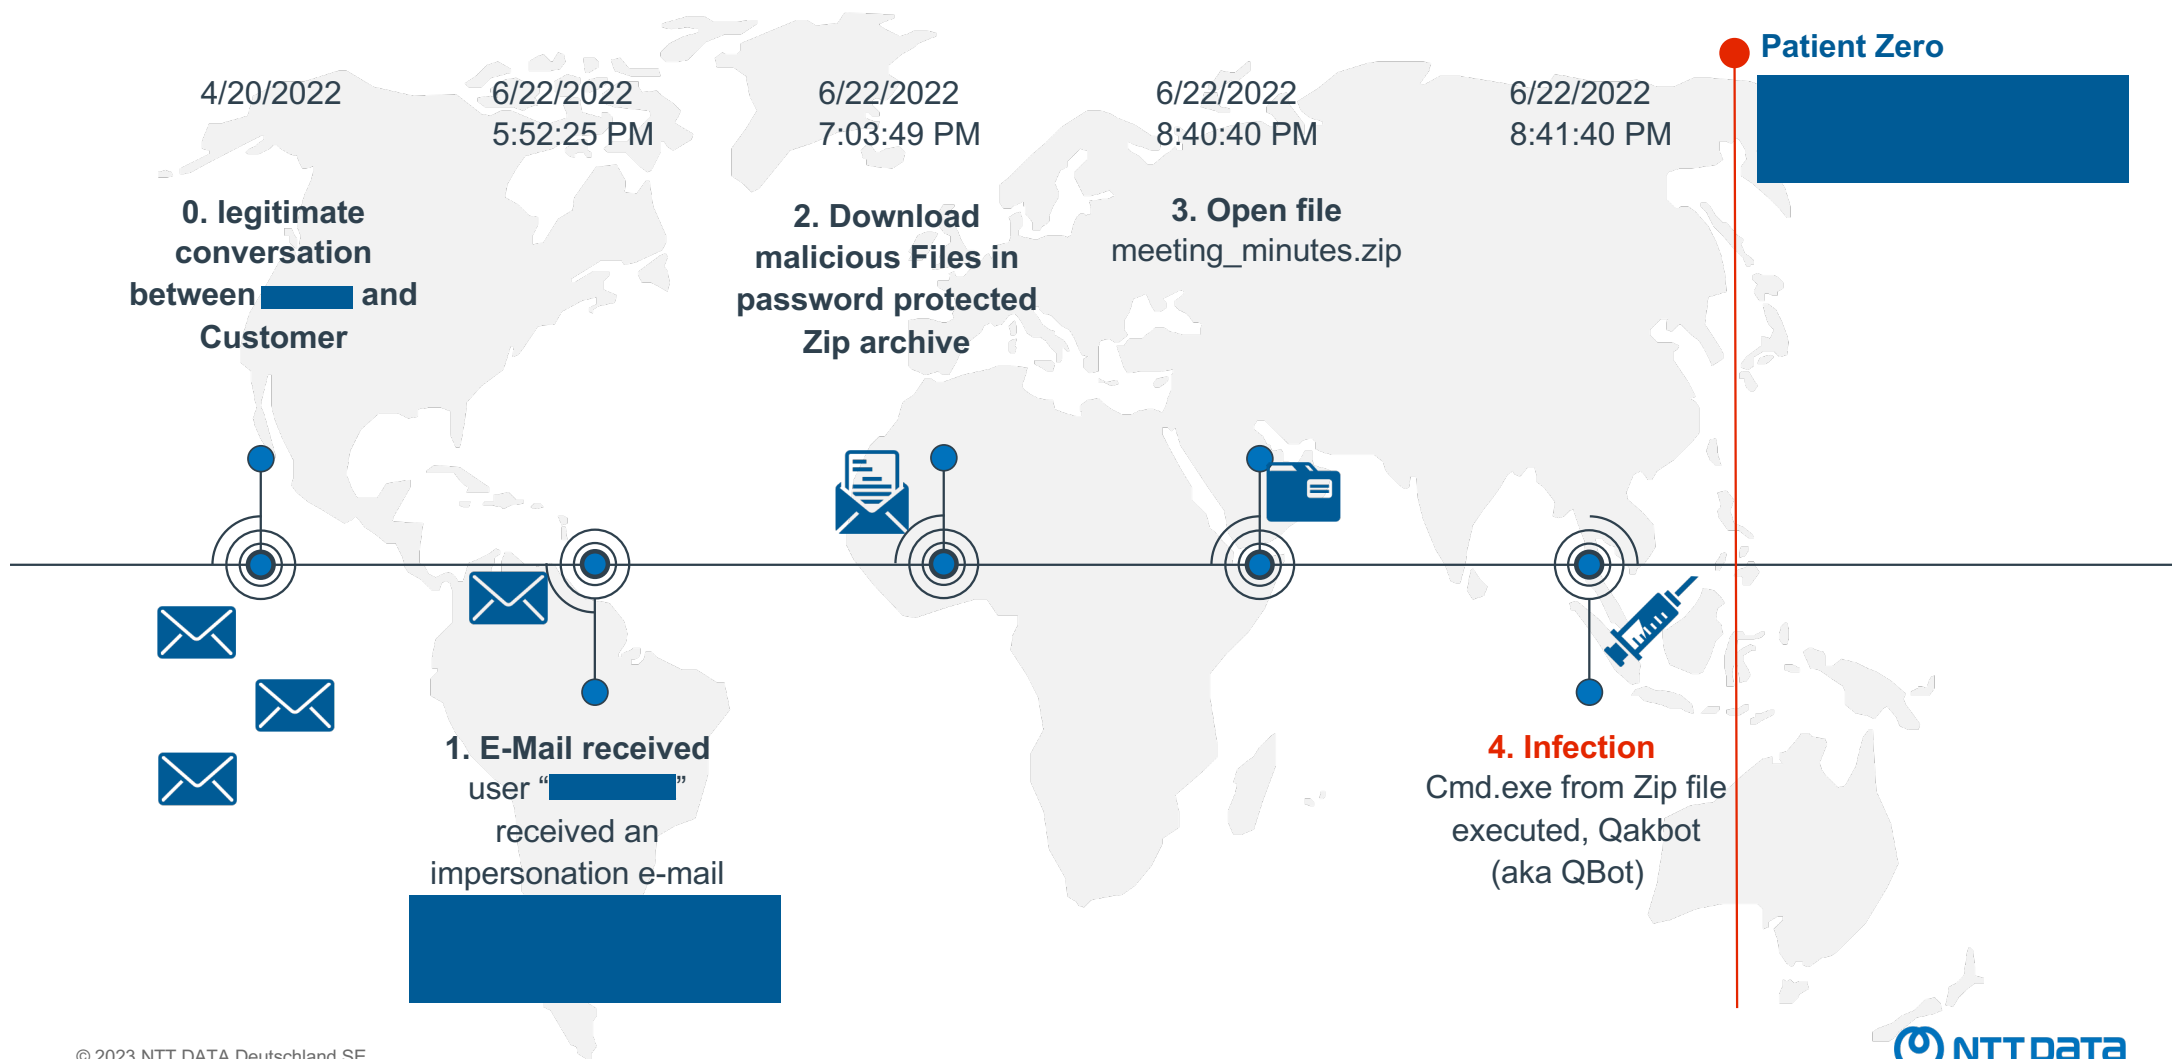 Patient Zero
4/20/2022
6/22/2022
5:52:25 PM
6/22/2022
7:03:49 PM
6/22/2022
8:40:40 PM
6/22/2022
8:41:40 PM
0. legitimate
conversation
between and
Customer
2. Download
malicious Files in
password protected
Zip archive
3. Open file
meeting_minutes.zip
1. E-Mail received
user “ ”
received an
impersonation e-mail
4. Infection
Cmd.exe from Zip file
executed, Qakbot
(aka QBot)
© 2023 NTT DATA Deutschland SE
NTT DATA